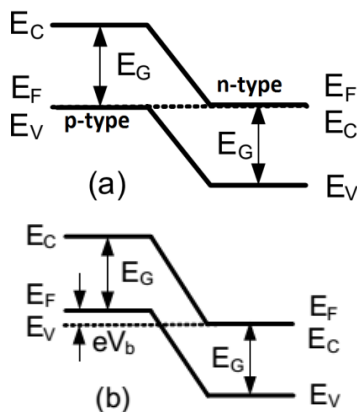 E_C
E_G
n-type
E_F
E_F
E_V
p-type
E_C
E_G
E_V
(a)
E_C
E_G
E_F
E_F
E_V
eV_b
E_C
E_G
E_V
(b)